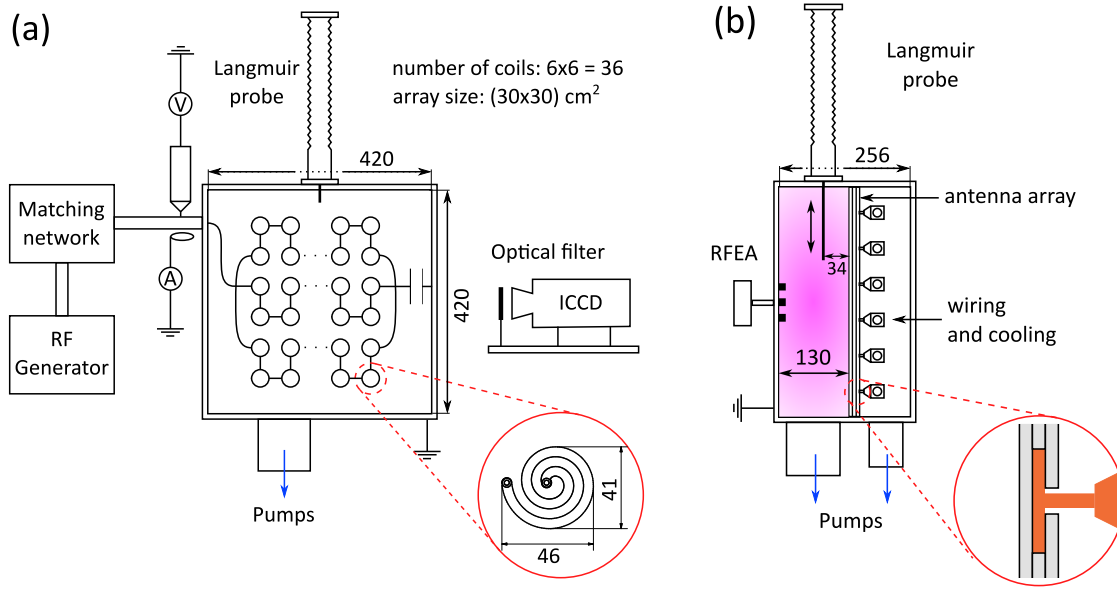 (a)
Langmuir
probe
number of coils: 6x6 = 36
array size: (30x30) cm²
V
420
Matching
network
A
RF
Generator
420
Optical filter
ICCD
Pumps
41
46
(b)
Langmuir
probe
256
antenna array
34
RFEA
wiring
and cooling
130
Pumps